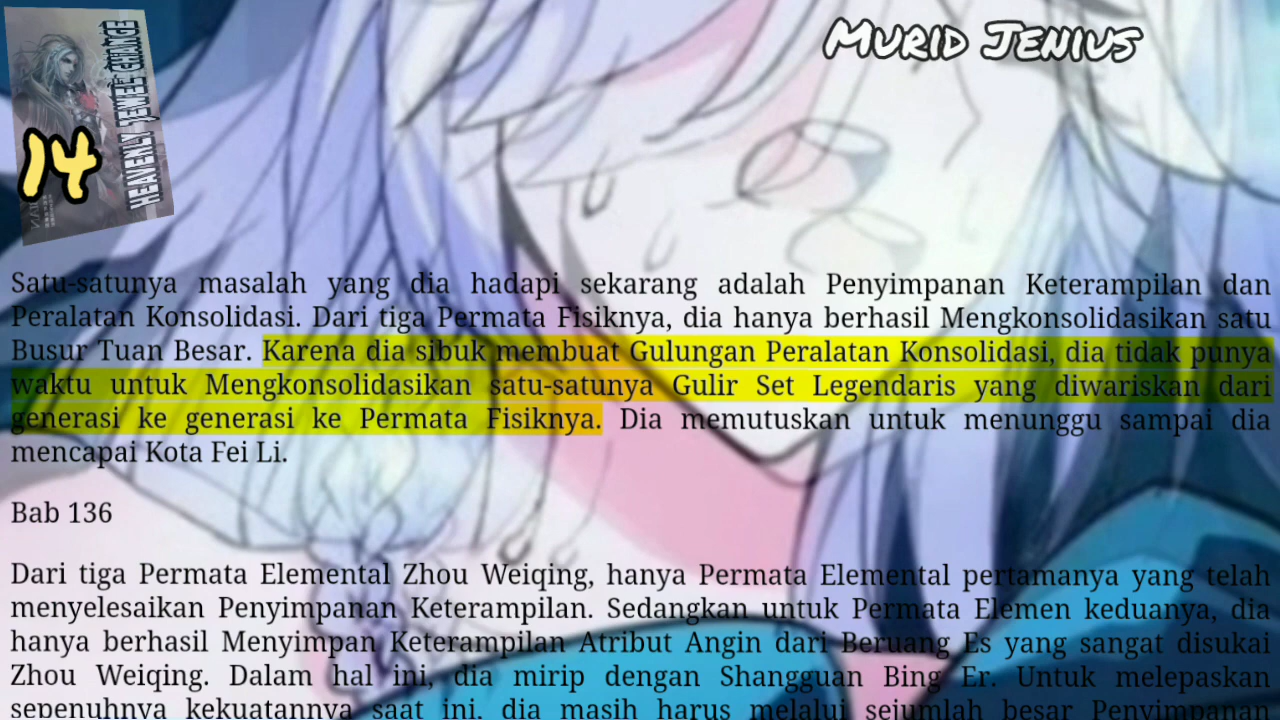 Murid Jenius
HEAVENLY JEWEL CHANGE
14
Satu-satunya masalah yang dia hadapi sekarang adalah Penyimpanan Keterampilan dan
Peralatan Konsolidasi. Dari tiga Permata Fisiknya, dia hanya berhasil Mengkonsolidasikan satu
Busur Tuan Besar. Karena dia sibuk membuat Gulungan Peralatan Konsolidasi, dia tidak punya
waktu untuk Mengkonsolidasikan satu-satunya Gulir Set Legendaris yang diwariskan dari
generasi ke generasi ke Permata Fisiknya. Dia memutuskan untuk menunggu sampai dia
mencapai Kota Fei Li.
Bab 136
Dari tiga Permata Elemental Zhou Weiqing, hanya Permata Elemental pertamanya yang telah
menyelesaikan Penyimpanan Keterampilan. Sedangkan untuk Permata Elemen keduanya, dia
hanya berhasil Menyimpan Keterampilan Atribut Angin dari Beruang Es yang sangat disukai
Zhou Weiqing. Dalam hal ini, dia mirip dengan Shangguan Bing Er. Untuk melepaskan
sepenuhnya kekuatannya saat ini, dia masih harus melalui sejumlah besar Penyimpanan